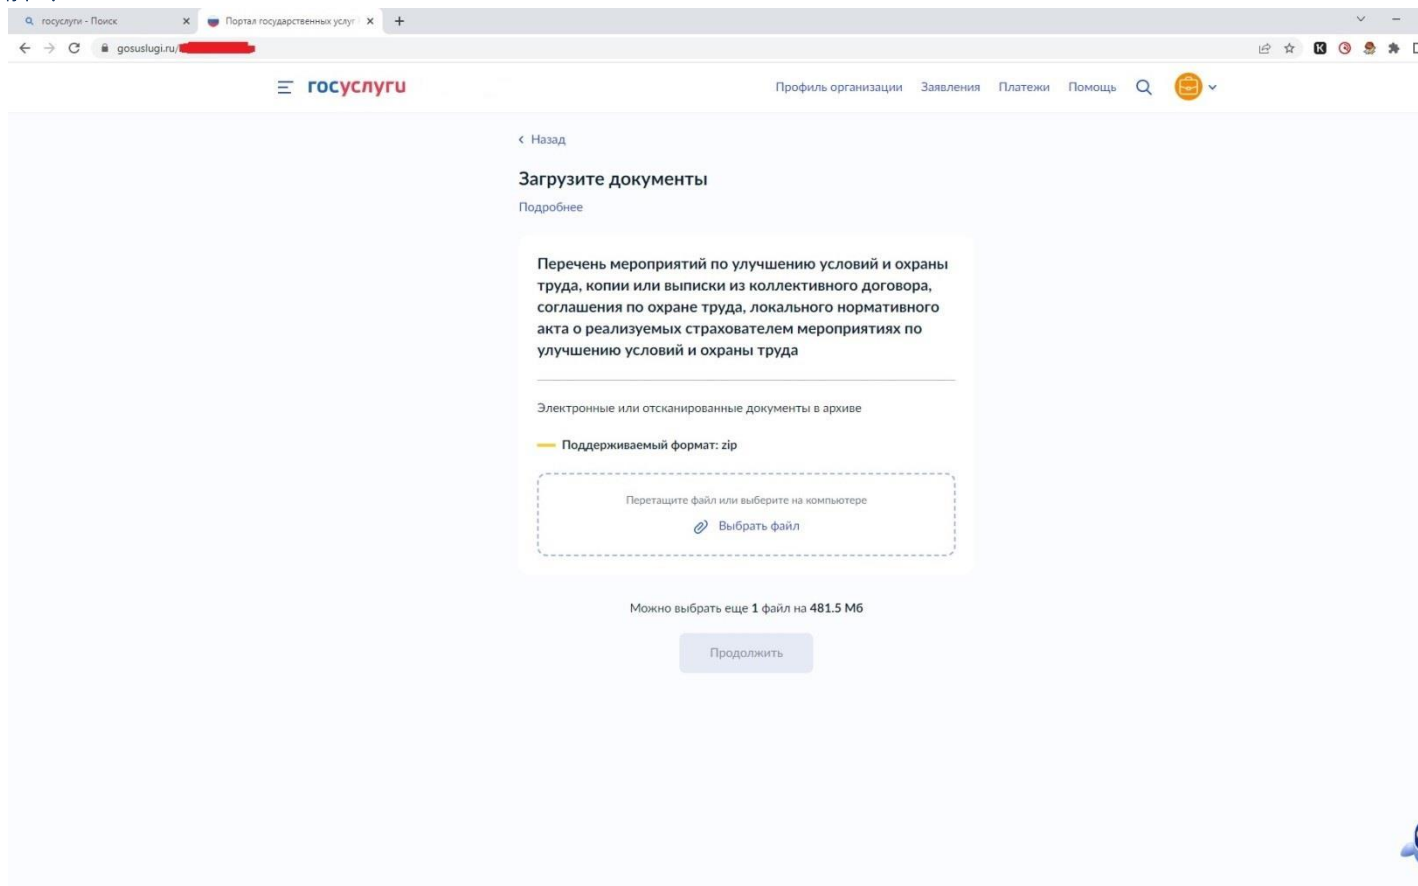 госуслуги - Поиск
Портал государственных услуг
gosuslugi.ru/
госуслуги
Профиль организации Заявления Платежи Помощь
Назад
Загрузите документы
Подробнее
Перечень мероприятий по улучшению условий и охраны
труда, копии или выписки из коллективного договора,
соглашения по охране труда, локального нормативного
акта о реализуемых страхователем мероприятиях по
улучшению условий и охраны труда
Электронные или отсканированные документы в архиве
Поддерживаемый формат: zip
Перетащите файл или выберите на компьютере
Выбрать файл
Можно выбрать еще 1 файл на 481.5 Мб
Продолжить